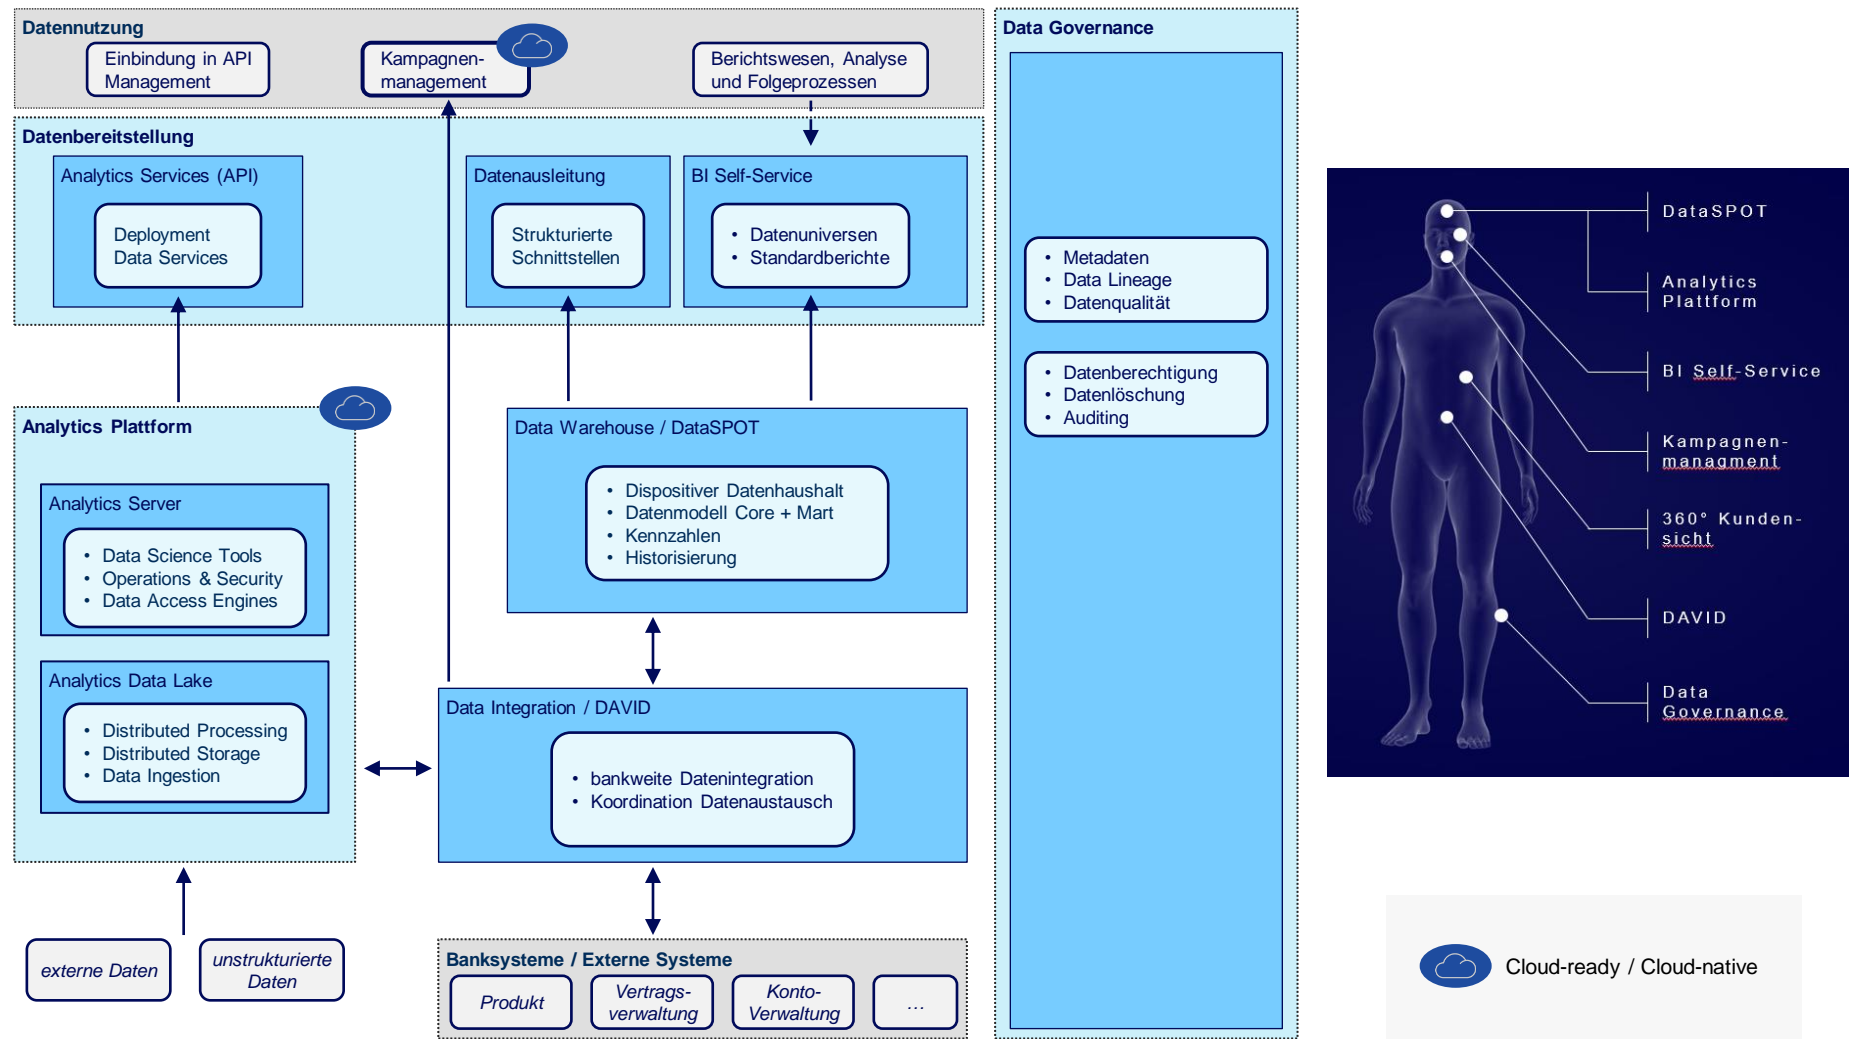 Datennutzung
Einbindung in API
Management
Kampagnen-
management
Berichtswesen, Analyse
und Folgeprozessen
Datenbereitstellung
Analytics Services (API)
Deployment
Data Services
Datenausleitung
Strukturierte
Schnittstellen
BI Self-Service
• Datenuniversen
• Standardberichte
Analytics Plattform
Analytics Server
• Data Science Tools
• Operations & Security
• Data Access Engines
Analytics Data Lake
• Distributed Processing
• Distributed Storage
• Data Ingestion
Data Warehouse / DataSPOT
• Dispositiver Datenhaushalt
• Datenmodell Core + Mart
• Kennzahlen
• Historisierung
Data Integration / DAVID
• bankweite Datenintegration
• Koordination Datenaustausch
externe Daten
unstrukturierte
Daten
Banksysteme / Externe Systeme
Produkt
Vertrags-
verwaltung
Konto-
Verwaltung
...
Data Governance
• Metadaten
• Data Lineage
• Datenqualität
• Datenberechtigung
• Datenlöschung
• Auditing
DataSPOT
Analytics
Plattform
BI Self-Service
Kampagnen-
managment
360° Kunden-
sicht
DAVID
Data
Governance
Cloud-ready / Cloud-native